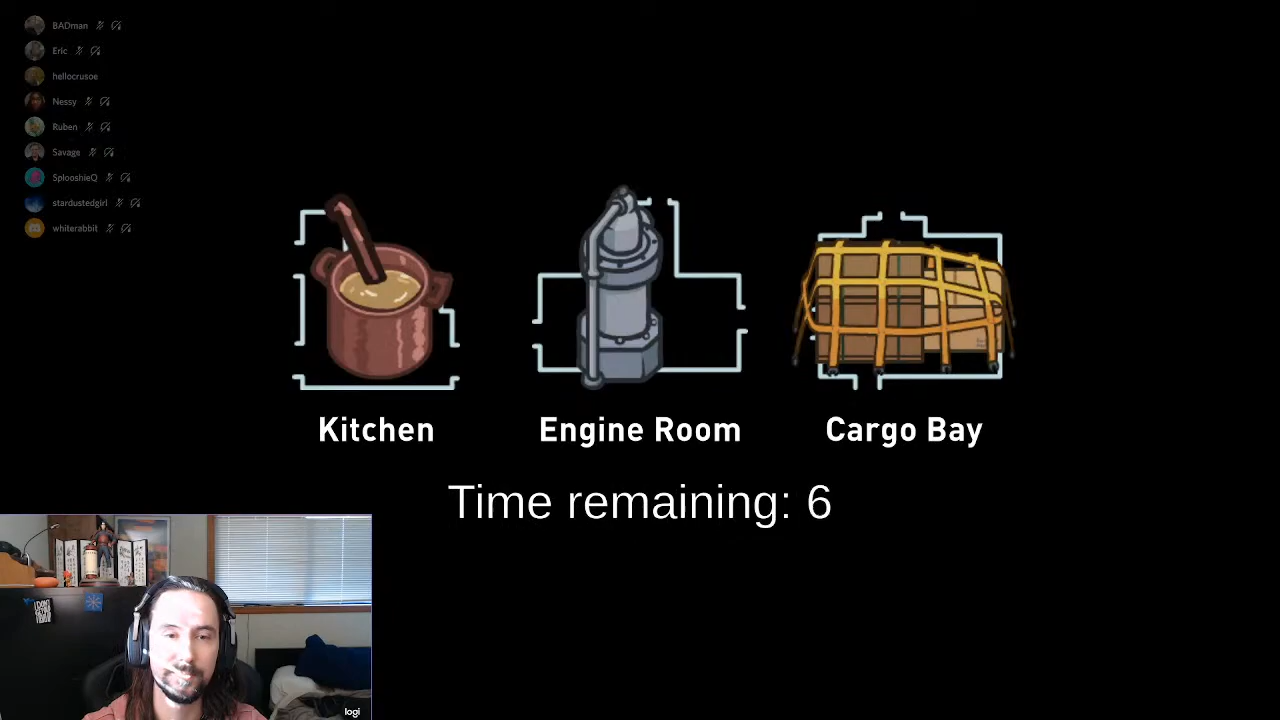 BADman
Eric
hellocrusoe
Nessy
Ruben
Savage
SplooshieQ
stardustedgirl
whiterabbit
Kitchen
Engine Room
Cargo Bay
Time remaining: 6
logi